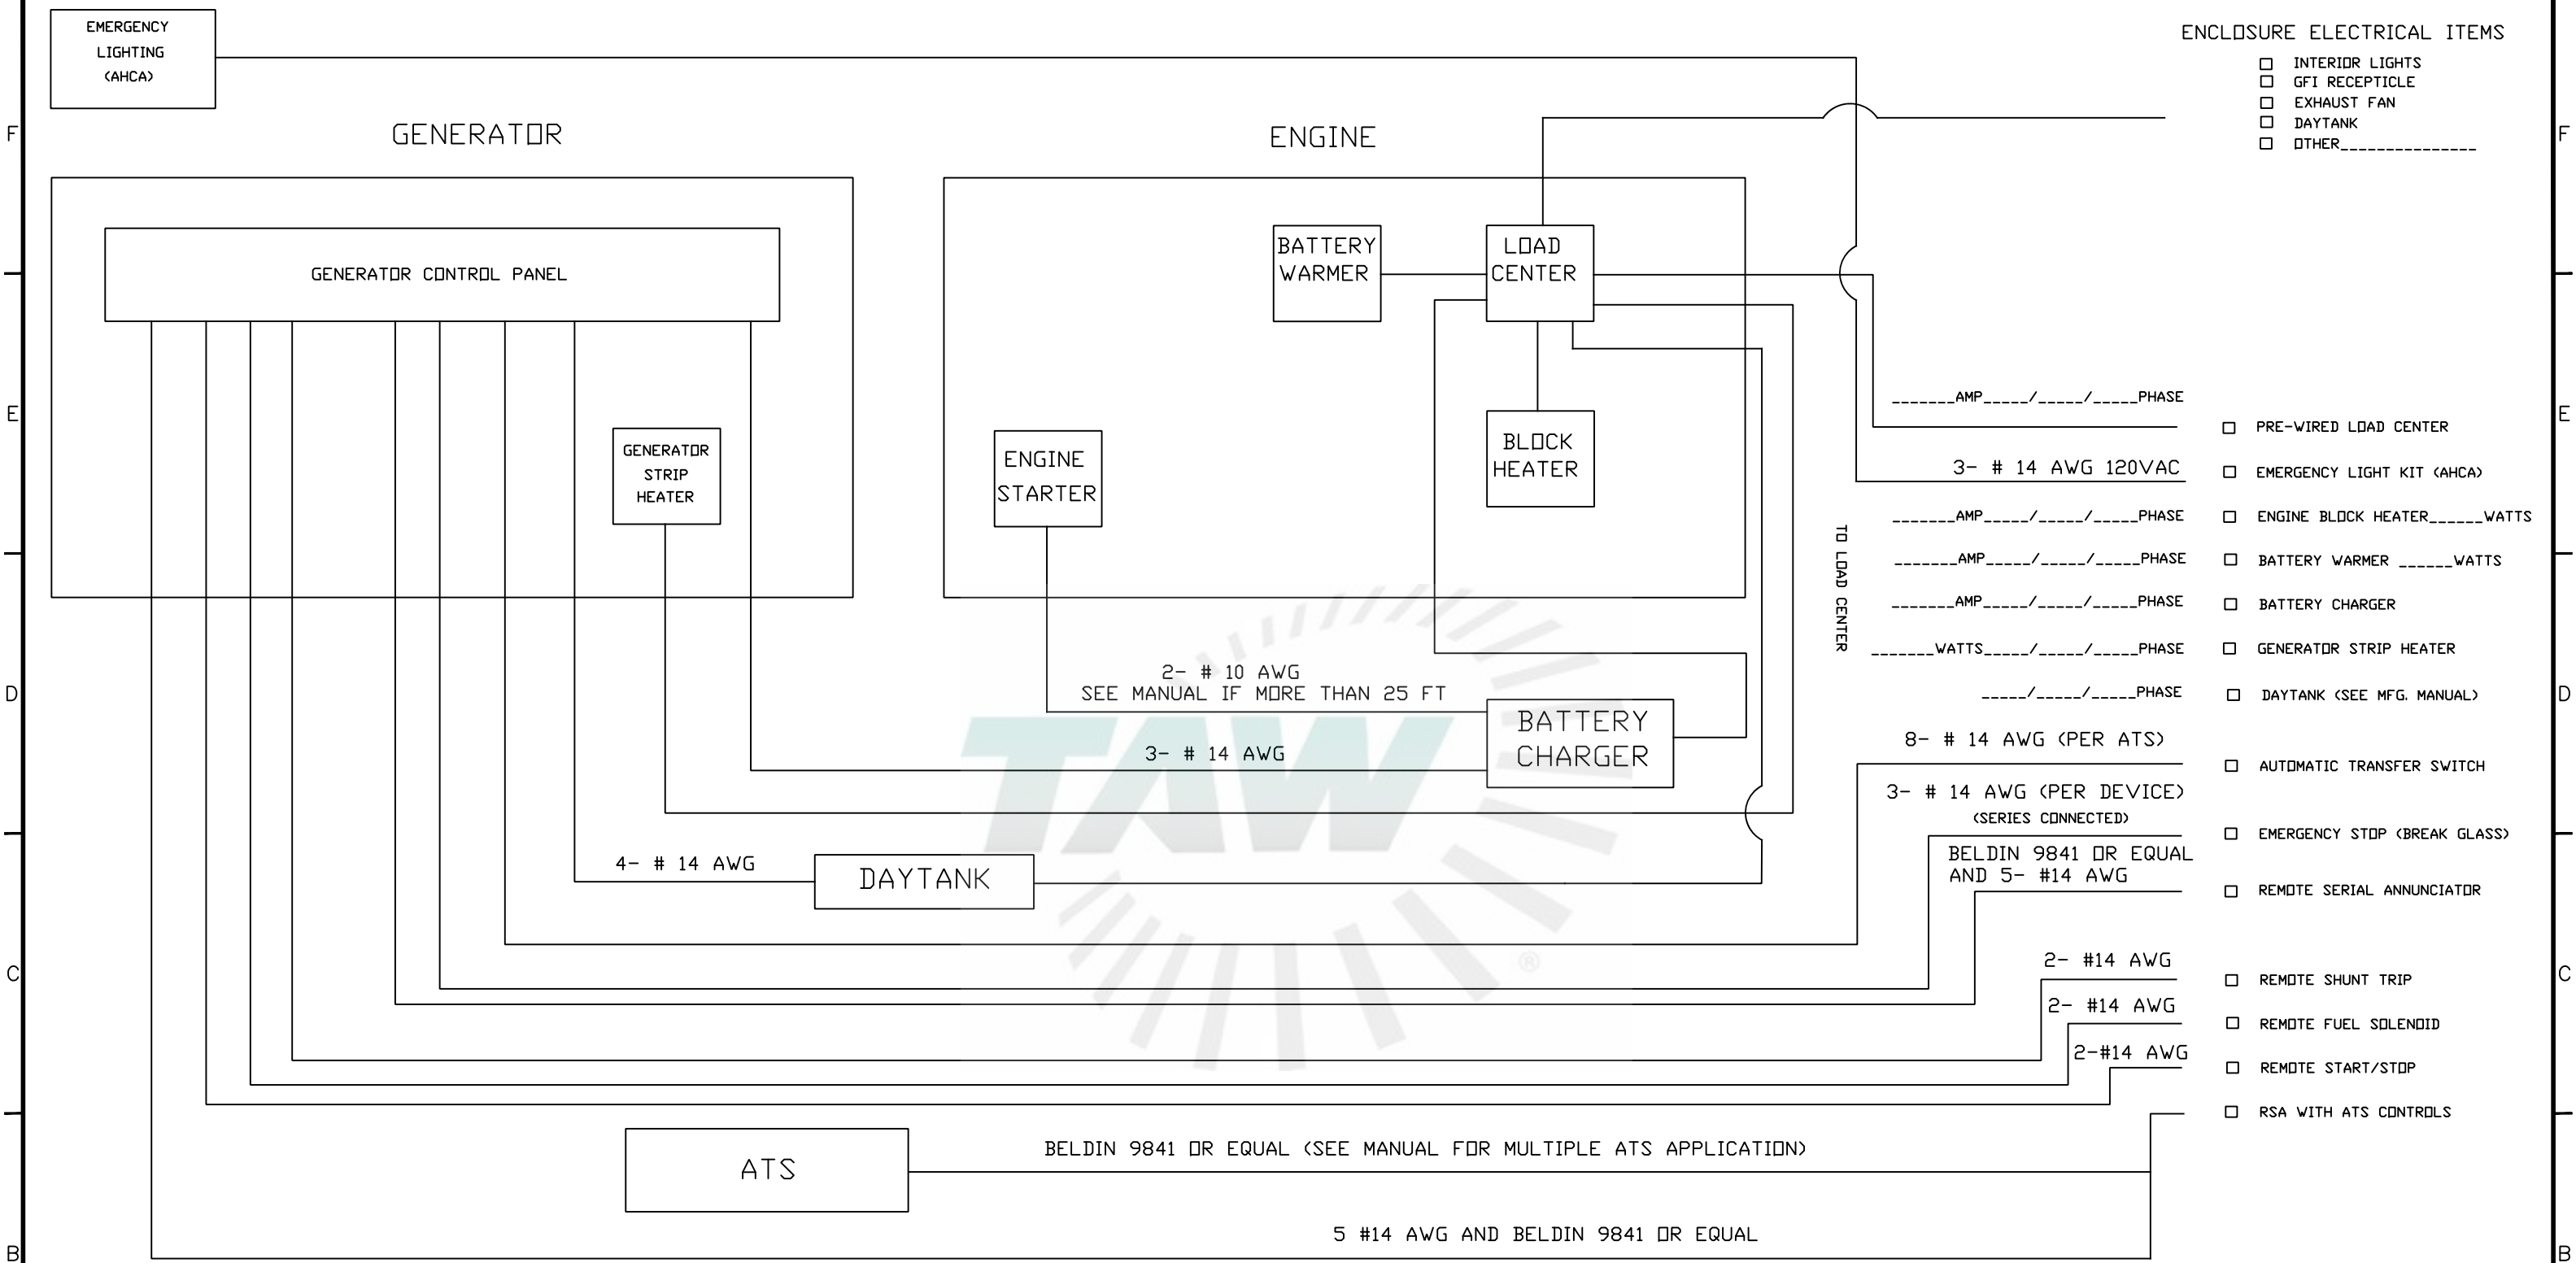 EMERGENCY
LIGHTING
(AHCA)
ENCLOSURE ELECTRICAL ITEMS
INTERIOR LIGHTS
GFI RECEPTICLE
EXHAUST FAN
DAYTANK
OTHER_______________
F
GENERATOR
ENGINE
F
GENERATOR CONTROL PANEL
BATTERY
WARMER
LOAD
CENTER
E
GENERATOR
STRIP
HEATER
ENGINE
STARTER
BLOCK
HEATER
E
_______AMP_____/_____/_____PHASE
PRE-WIRED LOAD CENTER
3- # 14 AWG 120VAC
EMERGENCY LIGHT KIT (AHCA)
_______AMP_____/_____/_____PHASE
ENGINE BLOCK HEATER______WATTS
_______AMP_____/_____/_____PHASE
BATTERY WARMER ______WATTS
TO LOAD CENTER
_______AMP_____/_____/_____PHASE
BATTERY CHARGER
_______WATTS_____/_____/_____PHASE
GENERATOR STRIP HEATER
_____/_____/_____PHASE
DAYTANK (SEE MFG. MANUAL)
D
2- # 10 AWG
SEE MANUAL IF MORE THAN 25 FT
D
BATTERY
CHARGER
3- # 14 AWG
TAW
®
8- # 14 AWG (PER ATS)
AUTOMATIC TRANSFER SWITCH
3- # 14 AWG (PER DEVICE)
(SERIES CONNECTED)
EMERGENCY STOP (BREAK GLASS)
4- # 14 AWG
DAYTANK
BELDIN 9841 OR EQUAL
AND 5- #14 AWG
REMOTE SERIAL ANNUNCIATOR
C
C
2- #14 AWG
REMOTE SHUNT TRIP
2- #14 AWG
REMOTE FUEL SOLENOID
2-#14 AWG
REMOTE START/STOP
RSA WITH ATS CONTROLS
ATS
BELDIN 9841 OR EQUAL (SEE MANUAL FOR MULTIPLE ATS APPLICATION)
5 #14 AWG AND BELDIN 9841 OR EQUAL
B
B